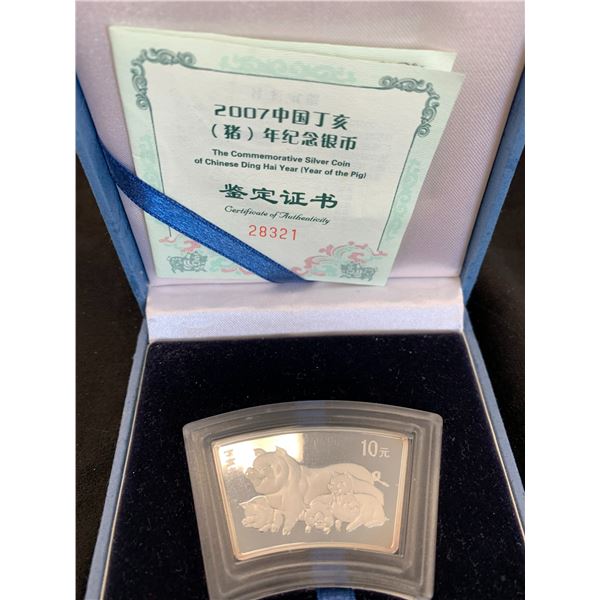 2007中国丁亥
（猪）年纪念银币
The Commemorative Silver Coin
of Chinese Ding Hai Year (Year of the Pig)
鉴定证书
Certificate of Authenticity
28321
10元